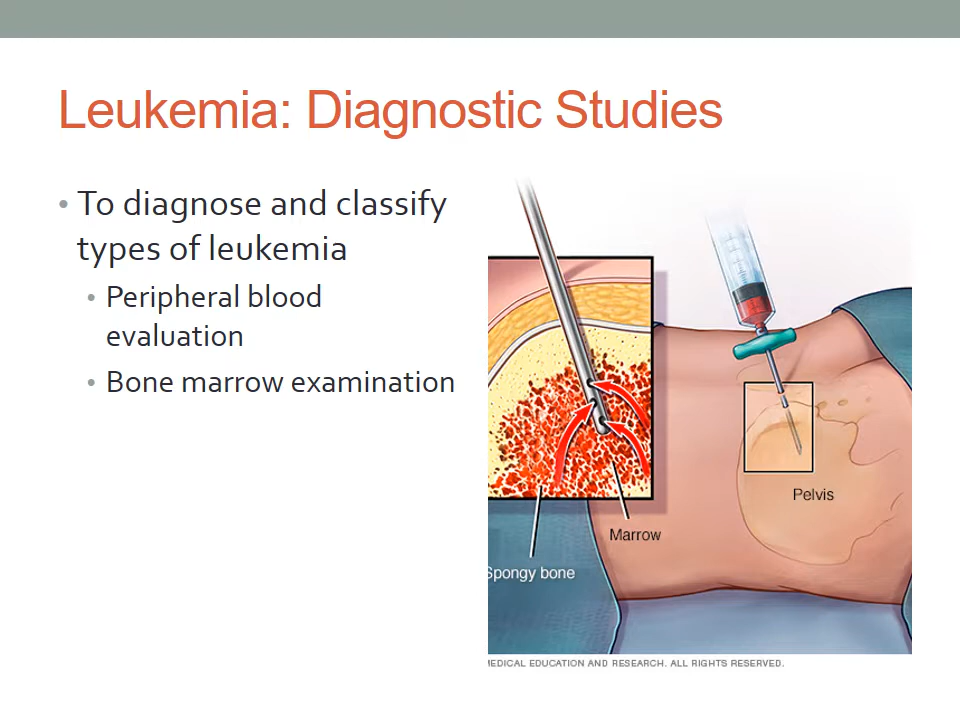 Leukemia: Diagnostic Studies
• To diagnose and classify
types of leukemia
• Peripheral blood
evaluation
• Bone marrow examination
Pelvis
Marrow
Spongy bone
MEDICAL EDUCATION AND RESEARCH. ALL RIGHTS RESERVED.